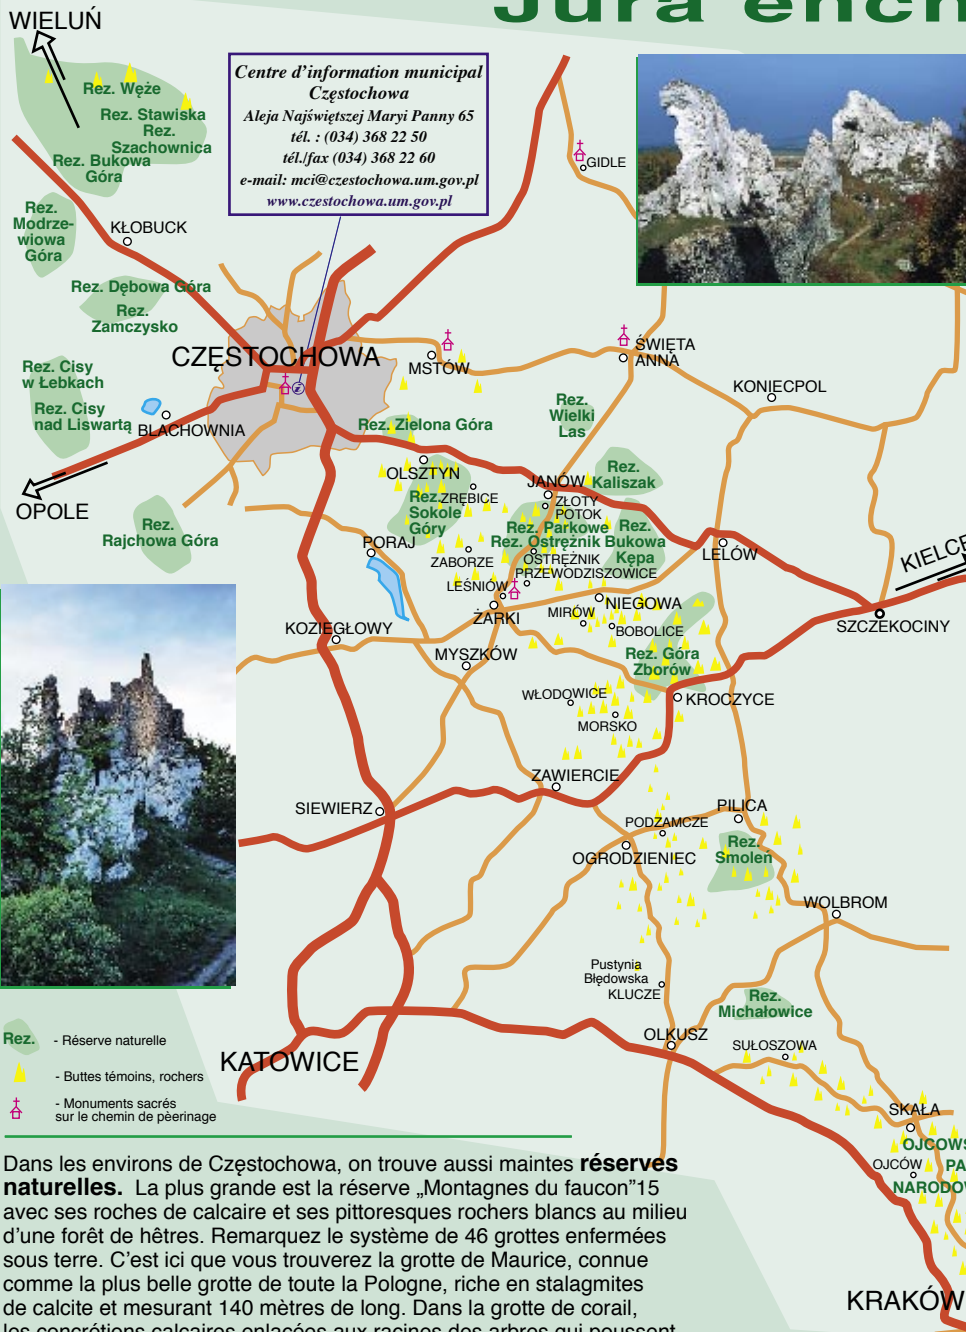 Jura
WIELUŃ
Centre d'information municipal
Częstochowa
Aleja Najświętszej Maryi Panny 65
tél. : (034) 368 22 50
tél./fax (034) 368 22 60
e-mail: mci@czestochowa.um.gov.pl
www.czestochowa.um.gov.pl
Rez. Węże
Rez. Stawiska
Rez.
Szachownica
Rez. Bukowa
Góra
GIDLE
Rez.
Modrze-
wiowa
Góra
KŁOBUCK
Rez. Dębowa Góra
Rez.
Zamczysko
CZĘSTOCHOWA
MSTÓW
ŚWIĘTA
ANNA
KONIECPOL
Rez. Cisy
w Łebkach
Rez. Cisy
nad Liswartą
BLACHOWNIA
Rez. Zielona Góra
Rez.
Wielki
Las
OPOLE
Rez.
Rajchowa Góra
OLSZTYN
Rez.
Sokole
Góry
ZRĘBICE
JANÓW
Rez.
Kaliszak
ZŁOTY
POTOK
Rez. Parkowe
Rez. Ostrężnik
Rez.
Bukowa
Kępa
PORAJ
ZABORZE
OSTRĘŻNIK
PRZEWODZISZOWICE
LELÓW
LEŚNIÓW
ŻARKI
MIRÓW
NIEGOWA
BOBOLICE
SZCZEKOCINY
KOZIEGŁOWY
MYSZKÓW
Rez. Góra
Zborów
WŁODOWICE
KROCZYCE
MORSKO
ZAWIERCIE
SIEWIERZ
PILICA
PODZAMCZE
OGRODZIENIEC
Rez.
Smoleń
WOLBROM
Pustynia
Błędowska
KLUCZE
Rez.
Michałowice
OLKUSZ
SUŁOSZOWA
KATOWICE
SKAŁA
OJCÓW
KRAKÓW
Rez. - Réserve naturelle
- Buttes témoins, rochers
- Monuments sacrés
sur le chemin de pèerinage
Dans les environs de Częstochowa, on trouve aussi maintes réserves
naturelles. La plus grande est la réserve „Montagnes du faucon"15
avec ses roches de calcaire et ses pittoresques rochers blancs au milieu
d'une forêt de hêtres. Remarquez le système de 46 grottes enfermées
sous terre. C'est ici que vous trouverez la grotte de Maurice, connue
comme la plus belle grotte de toute la Pologne, riche en stalagmites
de calcite et mesurant 140 mètres de long. Dans la grotte de corail,
les concrétions calcaires enlacées aux racines des arbres qui poussent